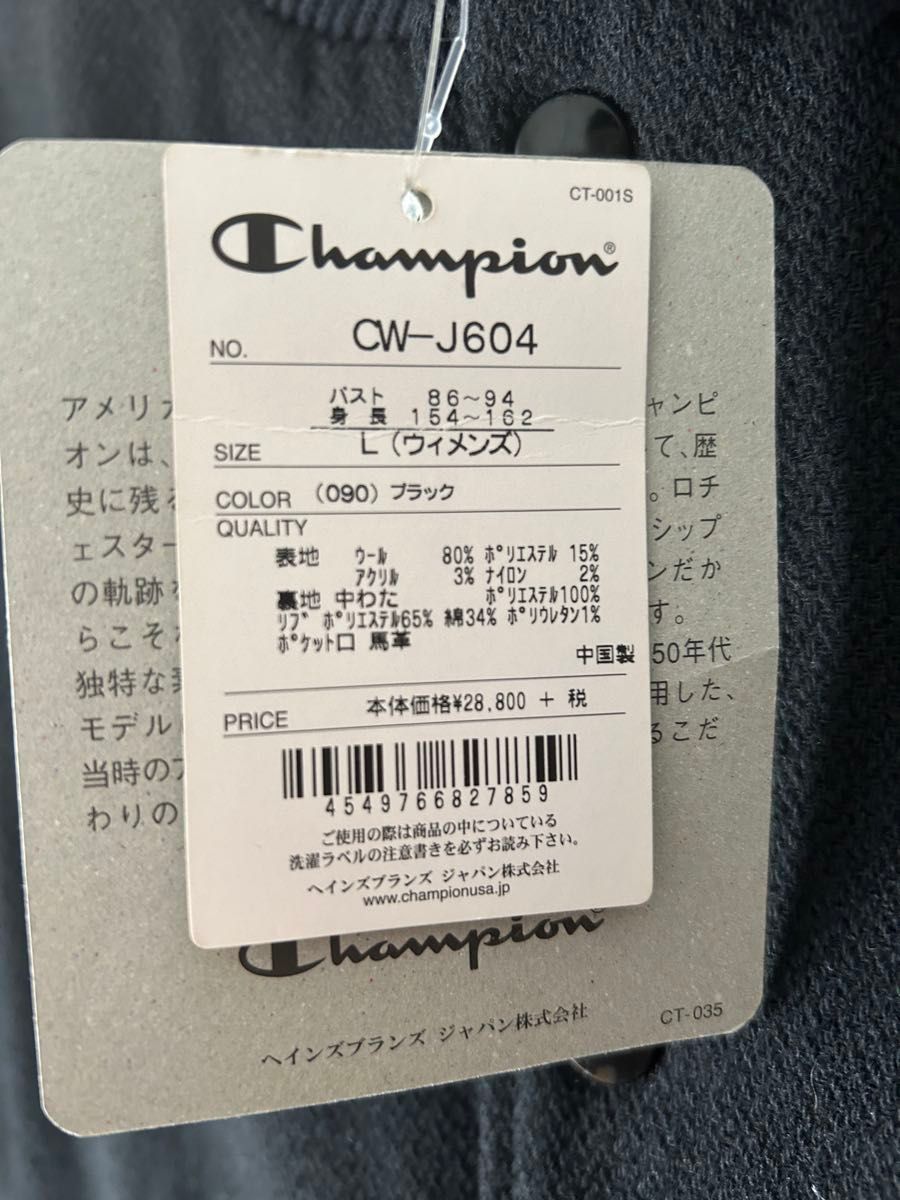 CT-001S
Champion®
NO. CW-J604
バスト 86～94
身長 154～162
SIZE L(ウィメンズ)
COLOR (090) ブラック
QUALITY
表地 ウール 80% ポリエステル 15%
アクリル 3% ナイロン 2%
裏地 中わた ポリエステル100%
リブ ポリエステル65% 綿34% ポリウレタン1%
ポケット口 馬革
中国製
PRICE 本体価格¥28,800 + 税
4549766827859
ご使用の際は商品の中についている
洗濯ラベルの注意書きを必ずお読み下さい。
ヘインズブランズ ジャパン株式会社
www.championusa.jp
アメリカ ャンピ
オンは、 て、歴
史に残る 。ロチ
ェスター シップ
の軌跡 ンだか
らこそ す。
独特な 50年代
モデル 用した、
当時の るこだ
わりの
Champion®
ヘインズブランズ ジャパン株式会社
CT-035